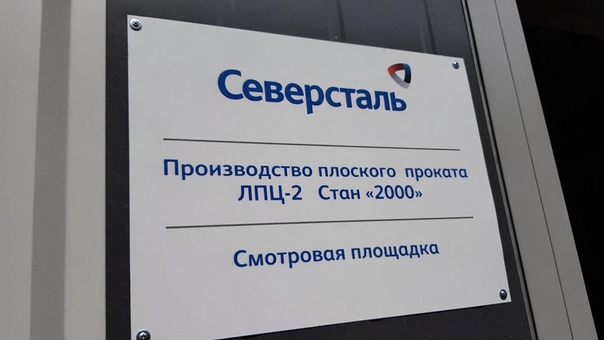 Северсталь
Производство плоского проката
ЛПЦ-2 Стан «2000»
Смотровая площадка